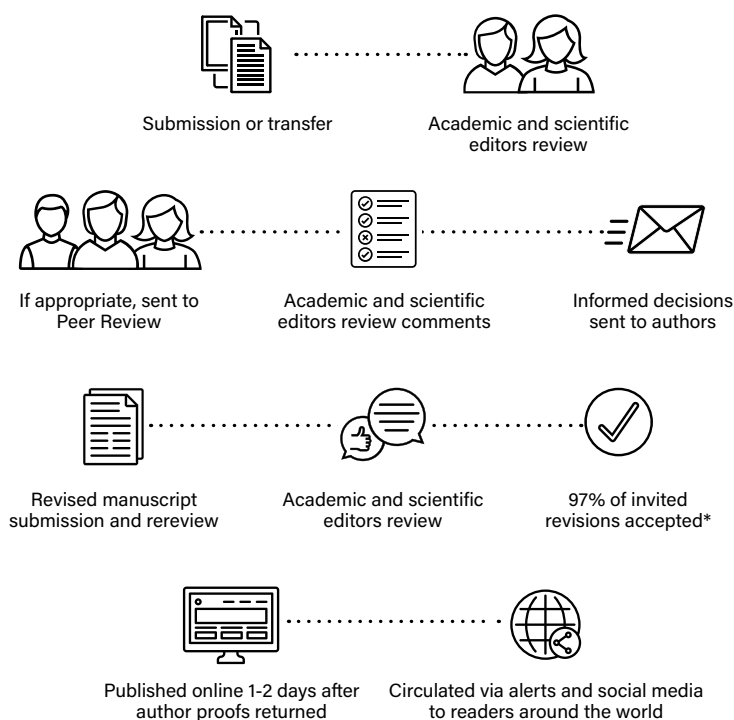 Submission or transfer
Academic and scientific
editors review
If appropriate, sent to
Peer Review
Academic and scientific
editors review comments
Informed decisions
sent to authors
Revised manuscript
submission and rereview
Academic and scientific
editors review
97% of invited
revisions accepted*
Published online 1-2 days after
author proofs returned
Circulated via alerts and social media
to readers around the world